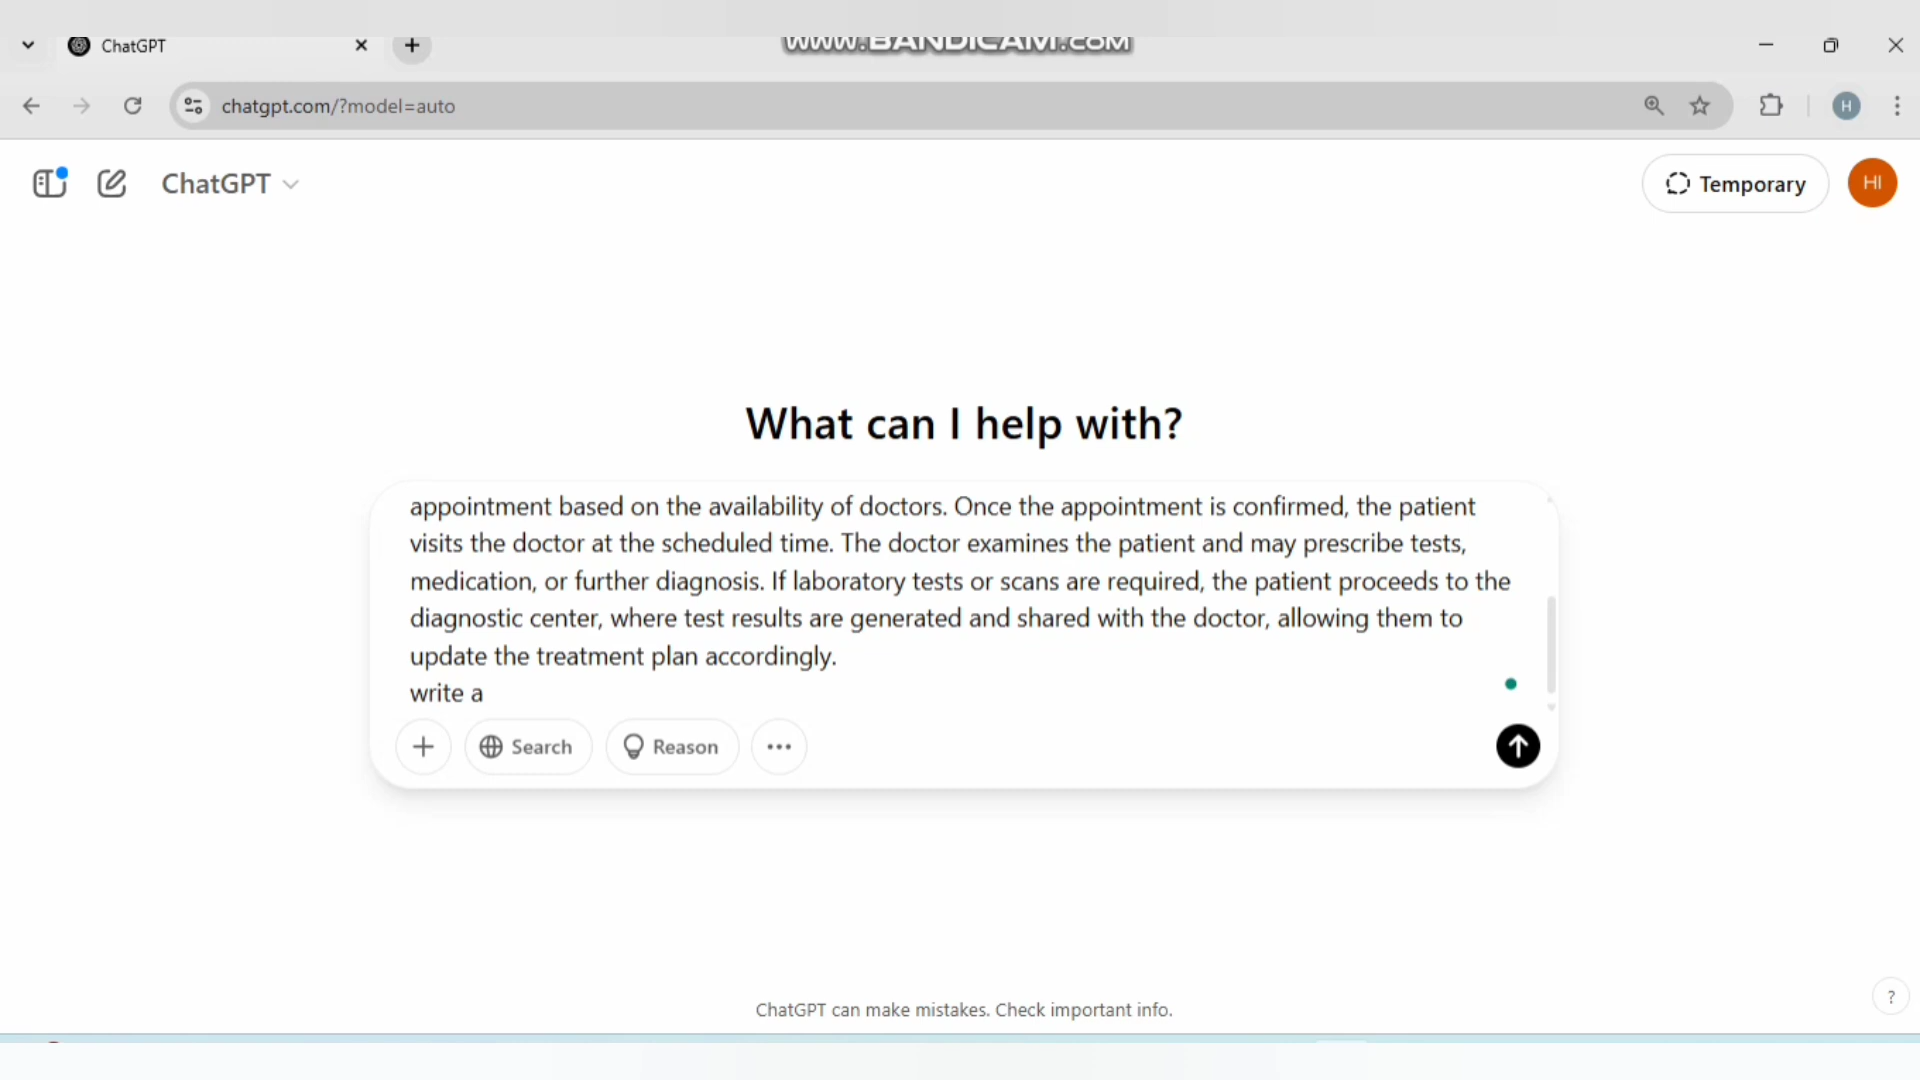 ChatGPT
www.BANDICAM.com
chatgpt.com/?model=auto
H
ChatGPT
Temporary
HI
What can I help with?
appointment based on the availability of doctors. Once the appointment is confirmed, the patient
visits the doctor at the scheduled time. The doctor examines the patient and may prescribe tests,
medication, or further diagnosis. If laboratory tests or scans are required, the patient proceeds to the
diagnostic center, where test results are generated and shared with the doctor, allowing them to
update the treatment plan accordingly.
write a
Search
Reason
ChatGPT can make mistakes. Check important info.
?